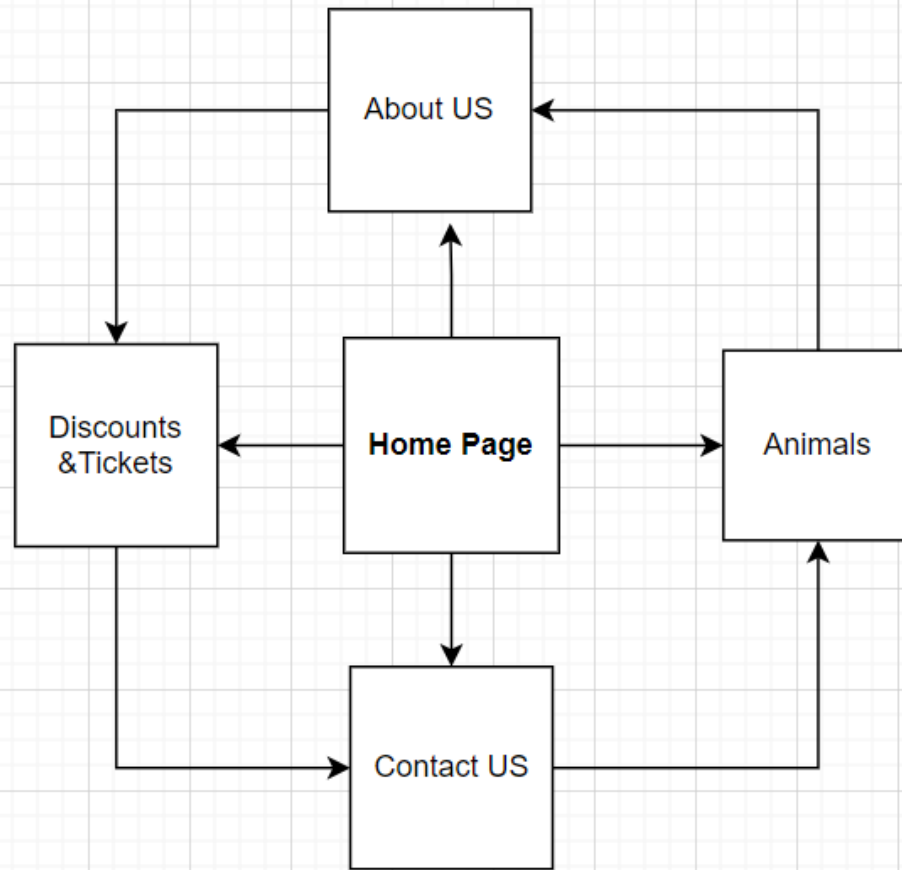 About US
Discounts
&Tickets
Home Page
Animals
Contact US